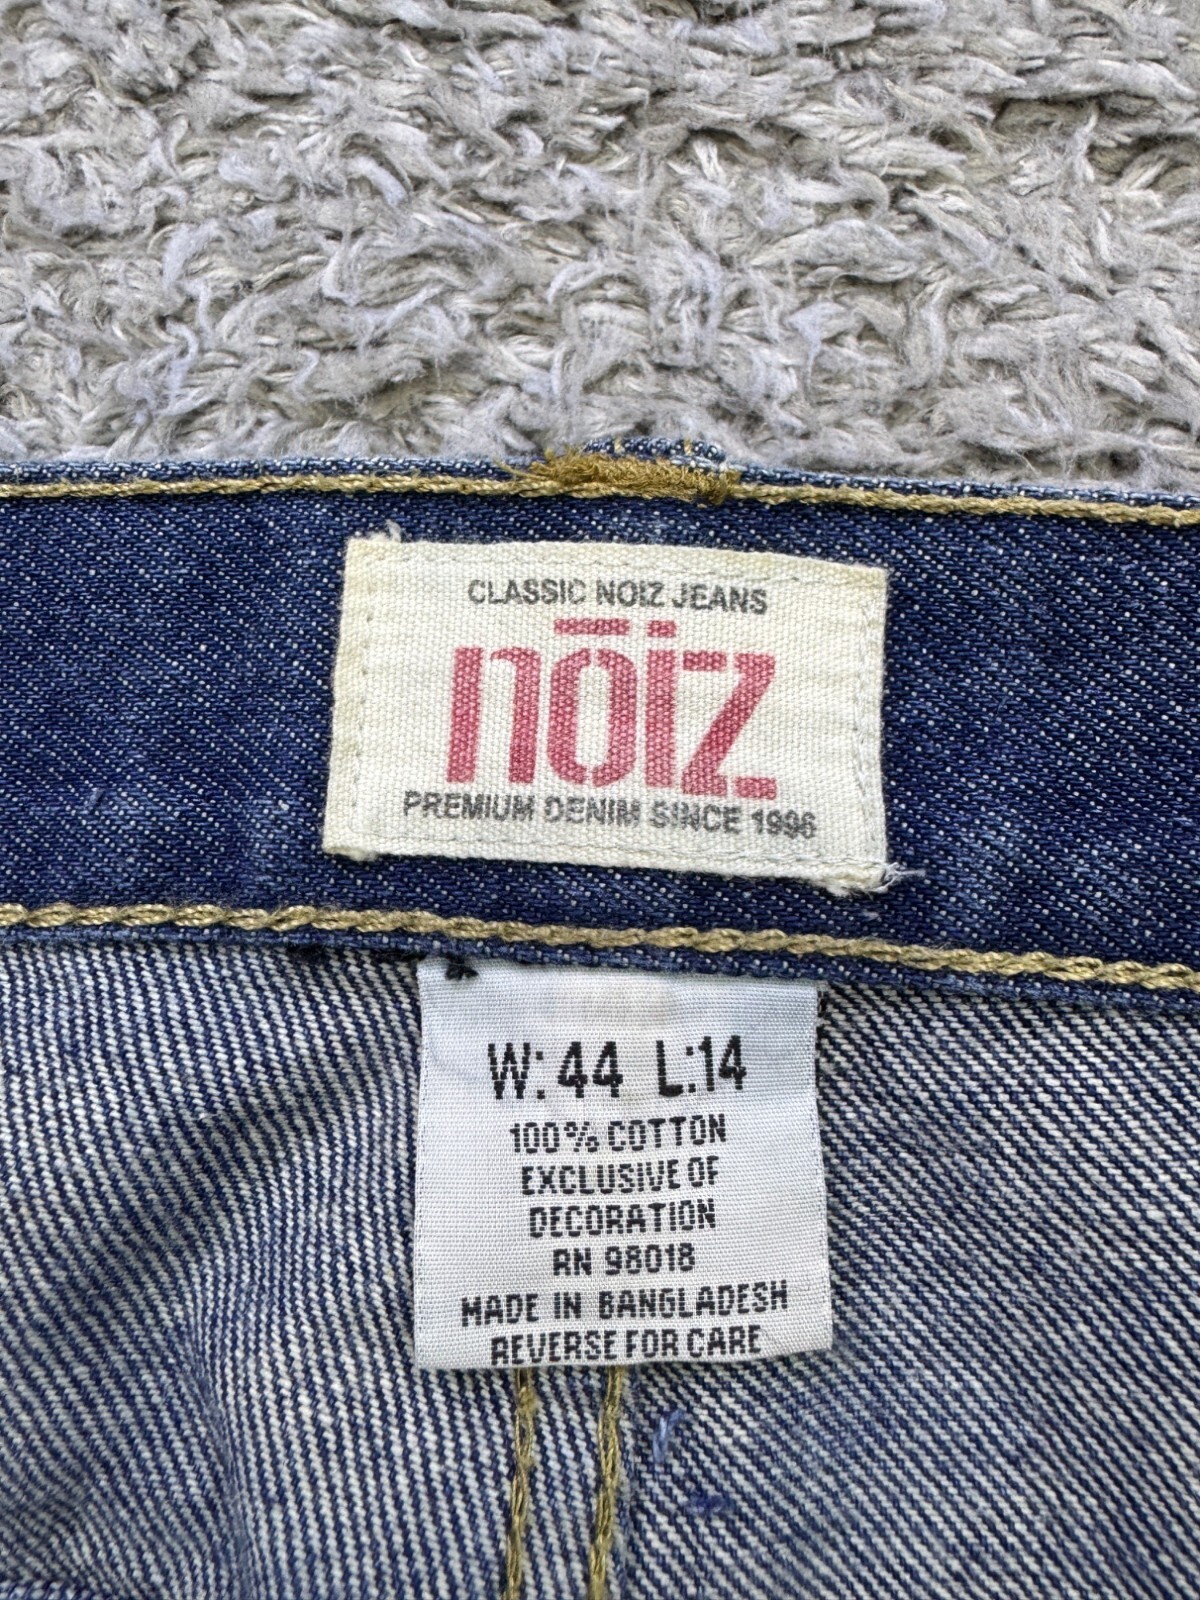 CLASSIC NOIZ JEANS
nōiz
PREMIUM DENIM SINCE 1996
W: 44 L:14
100% COTTON
EXCLUSIVE OF
DECORATION
RN 98018
MADE IN BANGLADESH
REVERSE FOR CARE